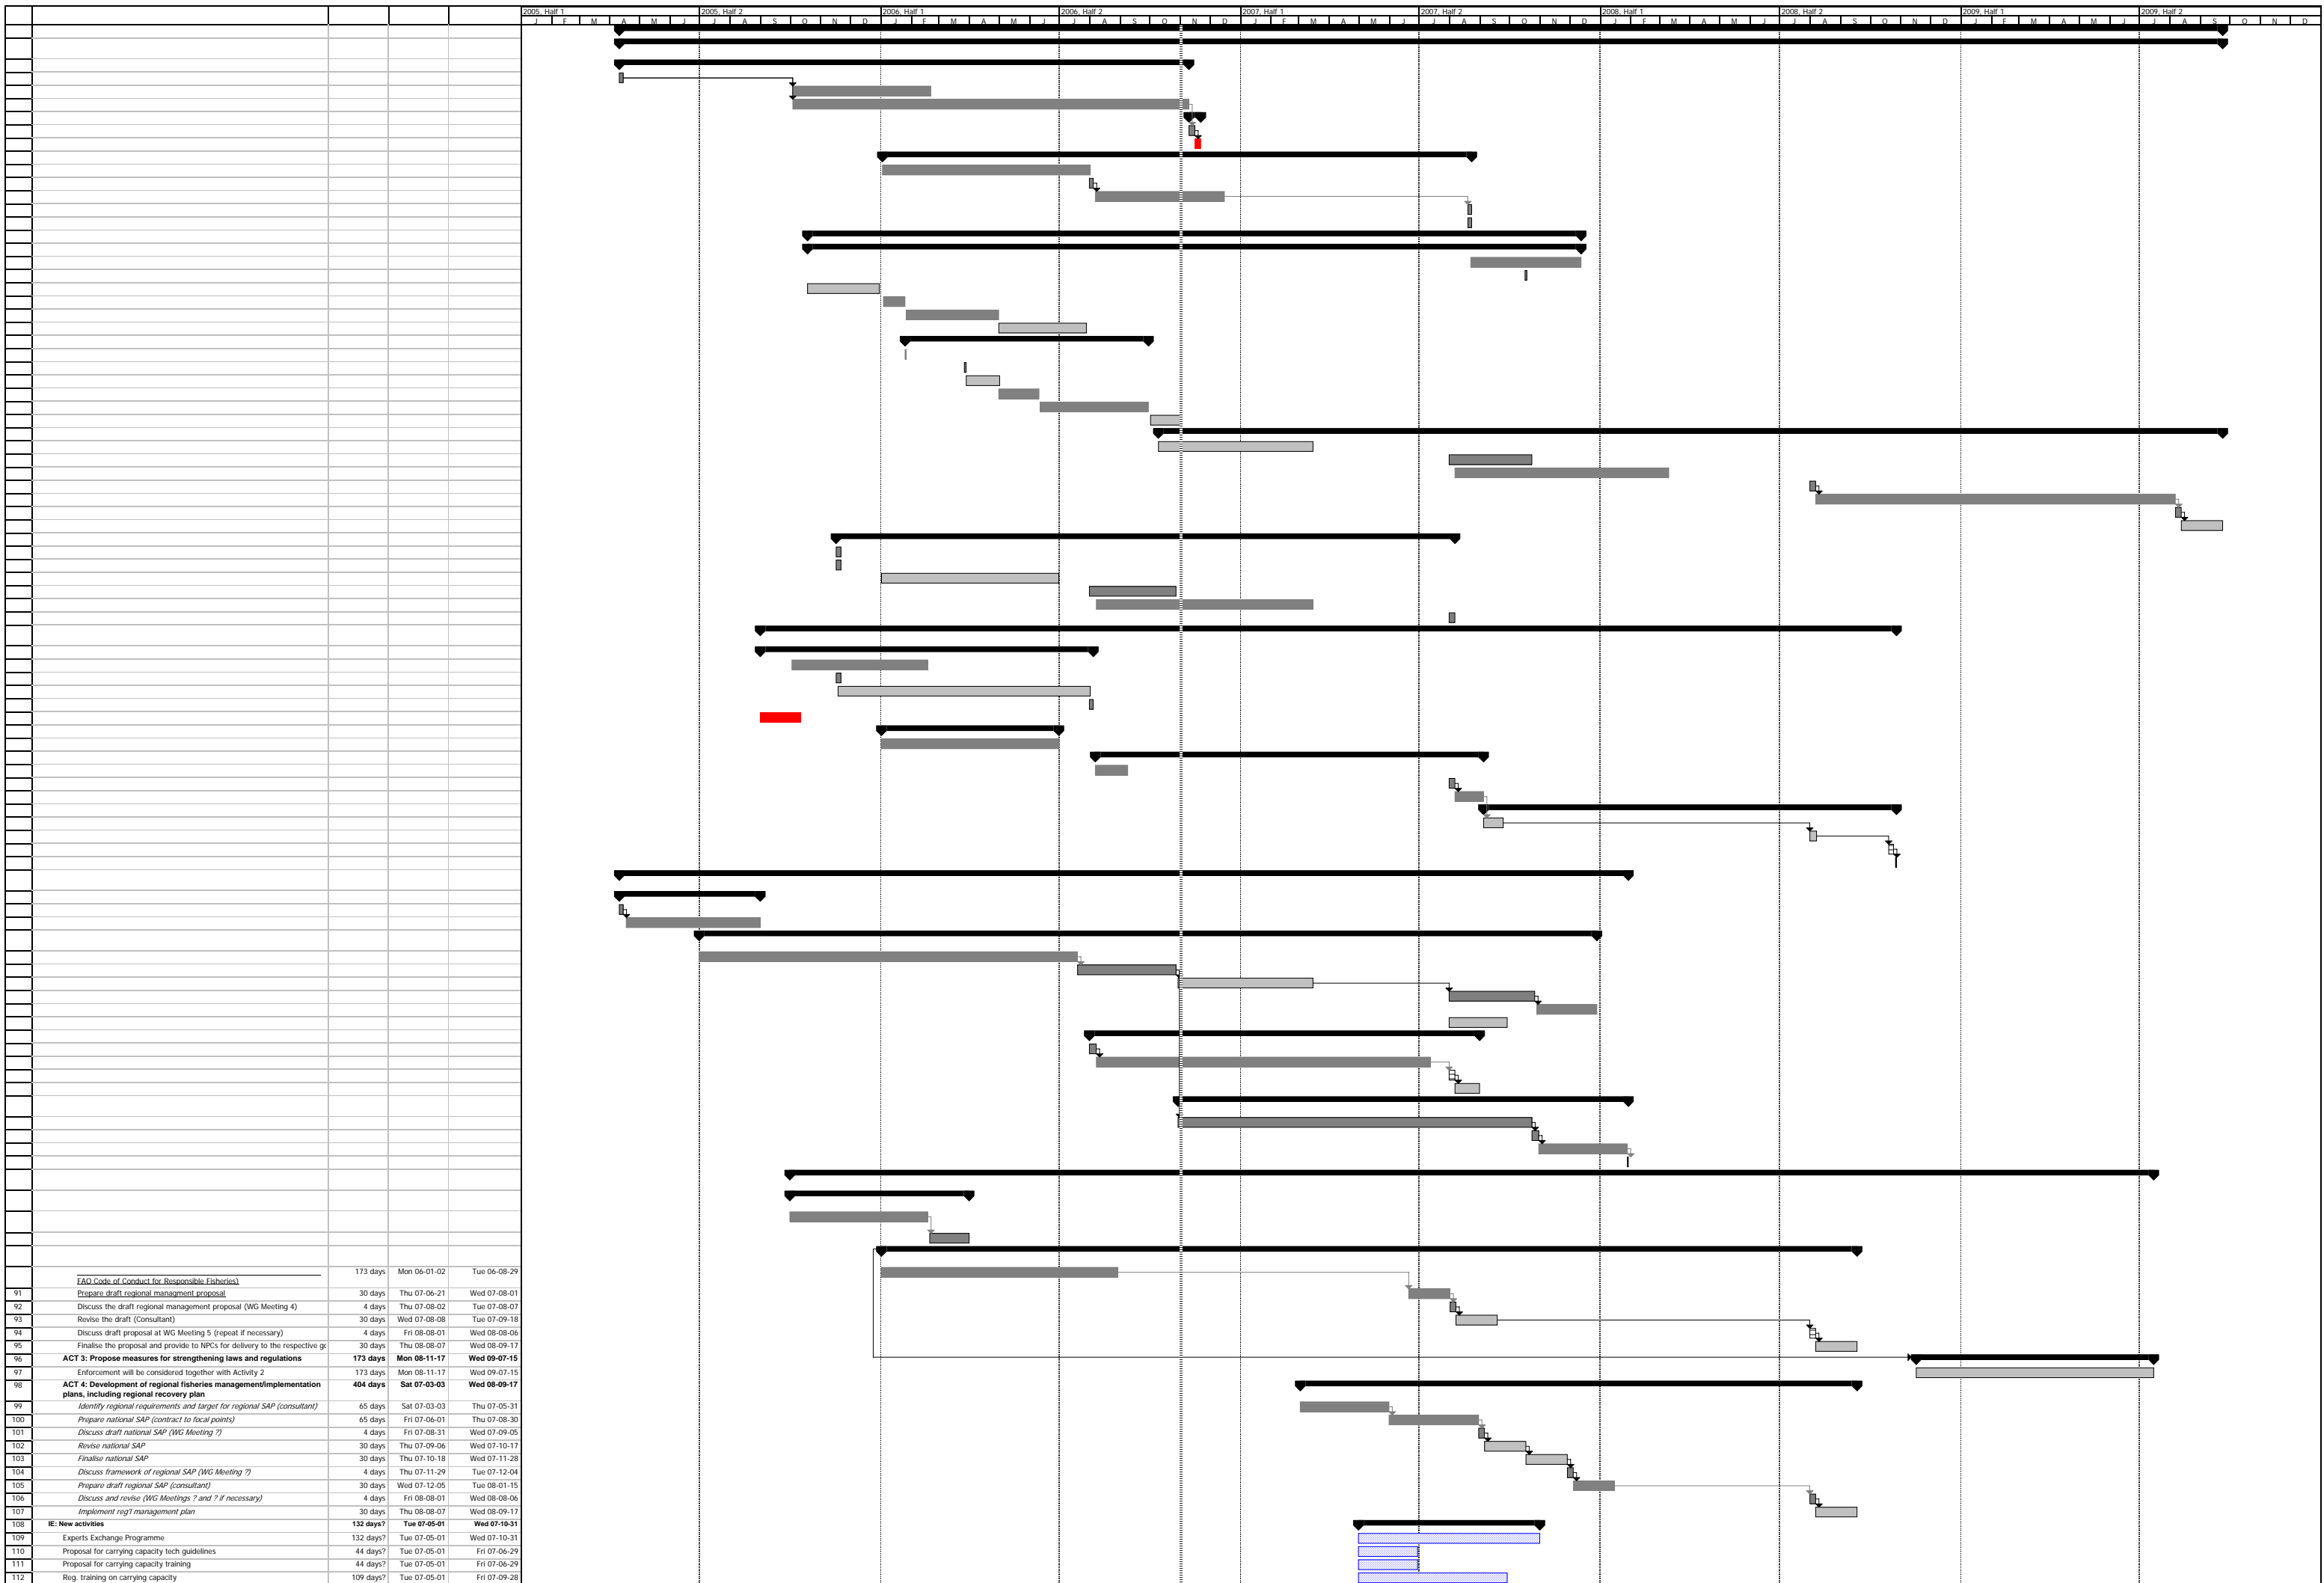 2005, Half 1 2005, Half 2 2006, Half 1 2006, Half 2 2007, Half 1 2007, Half 2 2008, Half 1 2008, Half 2 2009, Half 1 2009, Half 2
J F M A M J J A S O N D J F M A M J J A S O N D J F M A M J J A S O N D J F M A M J J A S O N D J F M A M J J A S O N D
173 days Mon 06-01-02 Tue 06-08-29
FAO Code of Conduct for Responsible Fisheries)
91 Prepare draft regional managment proposal 30 days Thu 07-06-21 Wed 07-08-01
92 Discuss the draft regional management proposal (WG Meeting 4) 4 days Thu 07-08-02 Tue 07-08-07
93 Revise the draft (Consultant) 30 days Wed 07-08-08 Tue 07-09-18
94 Discuss draft proposal at WG Meeting 5 (repeat if necessary) 4 days Fri 08-08-01 Wed 08-08-06
95 Finalise the proposal and provide to NPCs for delivery to the respective go 30 days Thu 08-08-07 Wed 08-09-17
96 ACT 3: Propose measures for strengthening laws and regulations 173 days Mon 08-11-17 Wed 09-07-15
97 Enforcement will be considered together with Activity 2 173 days Mon 08-11-17 Wed 09-07-15
98 ACT 4: Development of regional fisheries management/implementation 404 days Sat 07-03-03 Wed 08-09-17
plans, including regional recovery plan
99 Identify regional requirements and target for regional SAP (consultant) 65 days Sat 07-03-03 Thu 07-05-31
100 Prepare national SAP (contract to focal points) 65 days Fri 07-06-01 Thu 07-08-30
101 Discuss draft national SAP (WG Meeting ?) 4 days Fri 07-08-31 Wed 07-09-05
102 Revise national SAP 30 days Thu 07-09-06 Wed 07-10-17
103 Finalise national SAP 30 days Thu 07-10-18 Wed 07-11-28
104 Discuss framework of regional SAP (WG Meeting ?) 4 days Thu 07-11-29 Tue 07-12-04
105 Prepare draft regional SAP (consultant) 30 days Wed 07-12-05 Tue 08-01-15
106 Discuss and revise (WG Meetings ? and ? if necessary) 4 days Fri 08-08-01 Wed 08-08-06
107 Implement reg'l management plan 30 days Thu 08-08-07 Wed 08-09-17
108 IE: New activities 132 days? Tue 07-05-01 Wed 07-10-31
109 Experts Exchange Programme 132 days? Tue 07-05-01 Wed 07-10-31
110 Proposal for carrying capacity tech guidelines 44 days? Tue 07-05-01 Fri 07-06-29
111 Proposal for carrying capacity training 44 days? Tue 07-05-01 Fri 07-06-29
112 Reg. training on carrying capacity 109 days? Tue 07-05-01 Fri 07-09-28